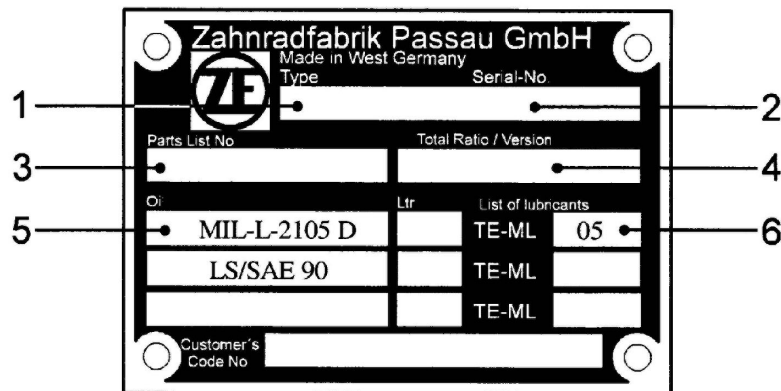 Zahnradfabrik Passau GmbH
Made in West Germany
ZF
Type Serial-No.
1 2
Parts List No Total Ratio / Version
3 4
Oil Ltr List of lubricants
5 MIL-L-2105 D TE-ML 05 6
LS/SAE 90 TE-ML
TE-ML
Customer's
Code No